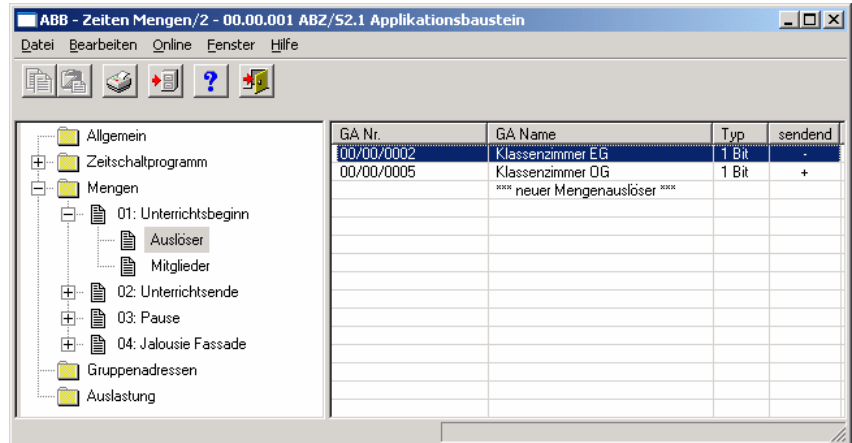 ABB - Zeiten Mengen/2 - 00.00.001 ABZ/S2.1 Applikationsbaustein
Datei Bearbeiten Online Fenster Hilfe
Allgemein
Zeitschaltprogramm
Mengen
01: Unterrichtsbeginn
Auslöser
Mitglieder
02: Unterrichtsende
03: Pause
04: Jalousie Fassade
Gruppenadressen
Auslastung
GA Nr. GA Name Typ sendend
00/00/0002 Klassenzimmer EG 1 Bit -
00/00/0005 Klassenzimmer OG 1 Bit +
*** neuer Mengenauslöser ***